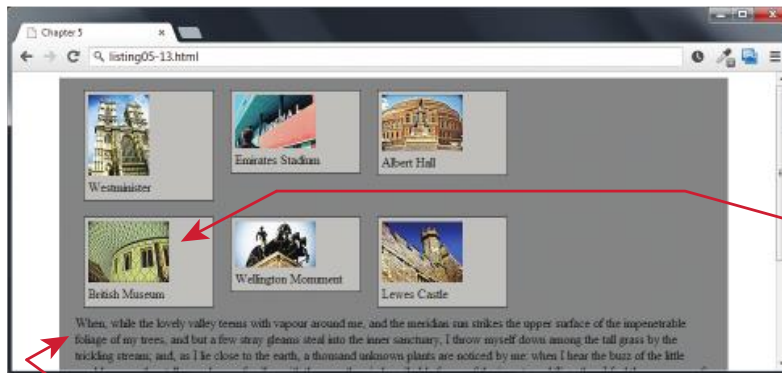 Chapter 5
listing05-13.html
Westminister
Emirates Stadium
Albert Hall
British Museum
Wellington Monument
Lewes Castle
When, while the lovely valley teems with vapour around me, and the meridian sun strikes the upper surface of the impenetrable
foliage of my trees, and but a few stray gleams steal into the inner sanctuary, I throw myself down among the tall grass by the
trickling stream; and, as I lie close to the earth, a thousand unknown plants are noticed by me: when I hear the buzz of the little